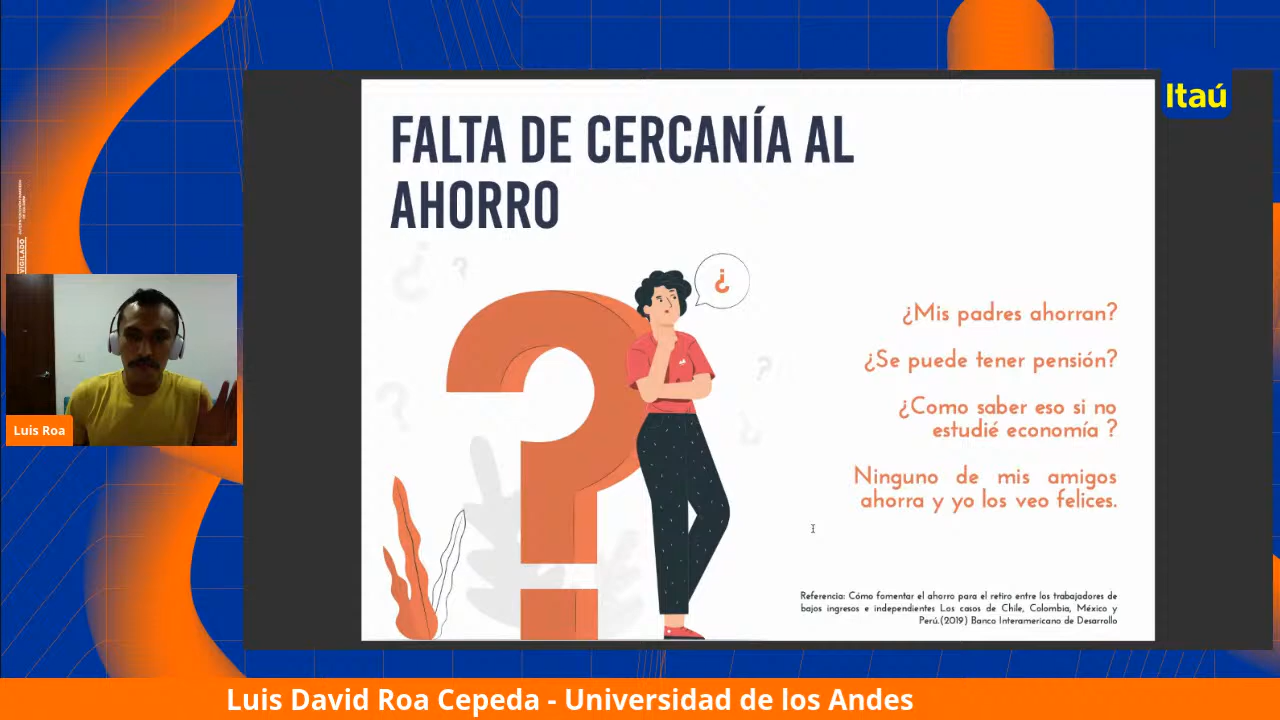 FALTA DE CERCANÍA AL
AHORRO
Itaú
¿
¿Mis padres ahorran?
¿Se puede tener pensión?
¿Como saber eso si no
estudié economía ?
Ninguno de mis amigos
ahorra y yo los veo felices.
Referencia: Cómo fomentar el ahorro para el retiro entre los trabajadores de
bajos ingresos e independientes Los casos de Chile, Colombia, México y
Perú.(2019) Banco Interamericano de Desarrollo
VIGILADO
Luis Roa
Luis David Roa Cepeda - Universidad de los Andes